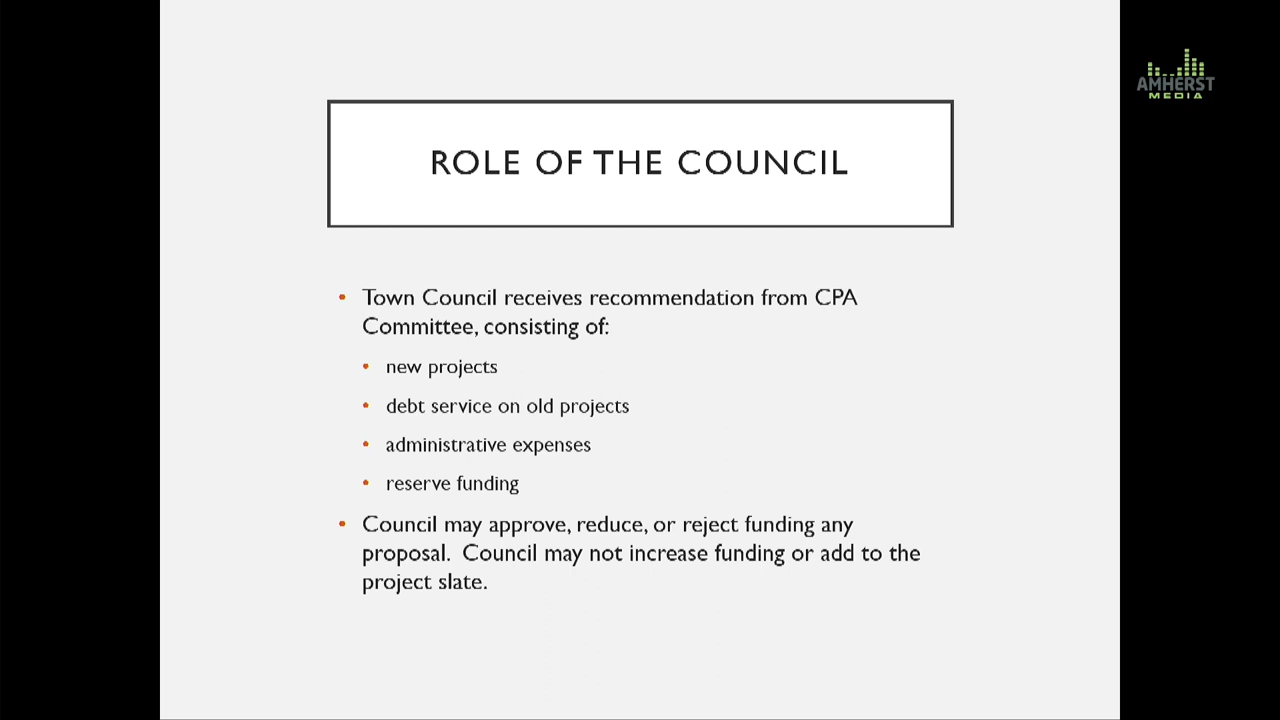 AMHERST
MEDIA
ROLE OF THE COUNCIL
• Town Council receives recommendation from CPA
Committee, consisting of:
• new projects
• debt service on old projects
• administrative expenses
• reserve funding
• Council may approve, reduce, or reject funding any
proposal.  Council may not increase funding or add to the
project slate.